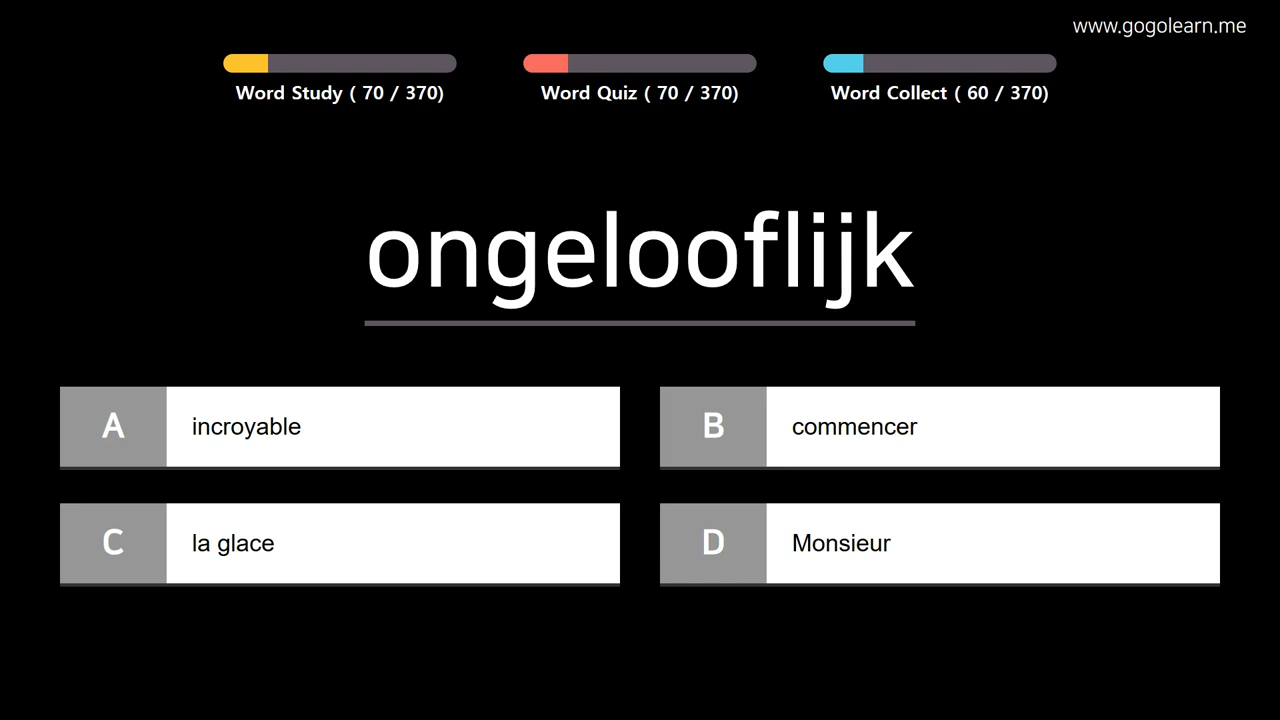 www.gogolearn.me
Word Study ( 70 / 370)
Word Quiz ( 70 / 370)
Word Collect ( 60 / 370)
ongelooflijk
A
incroyable
B
commencer
C
la glace
D
Monsieur